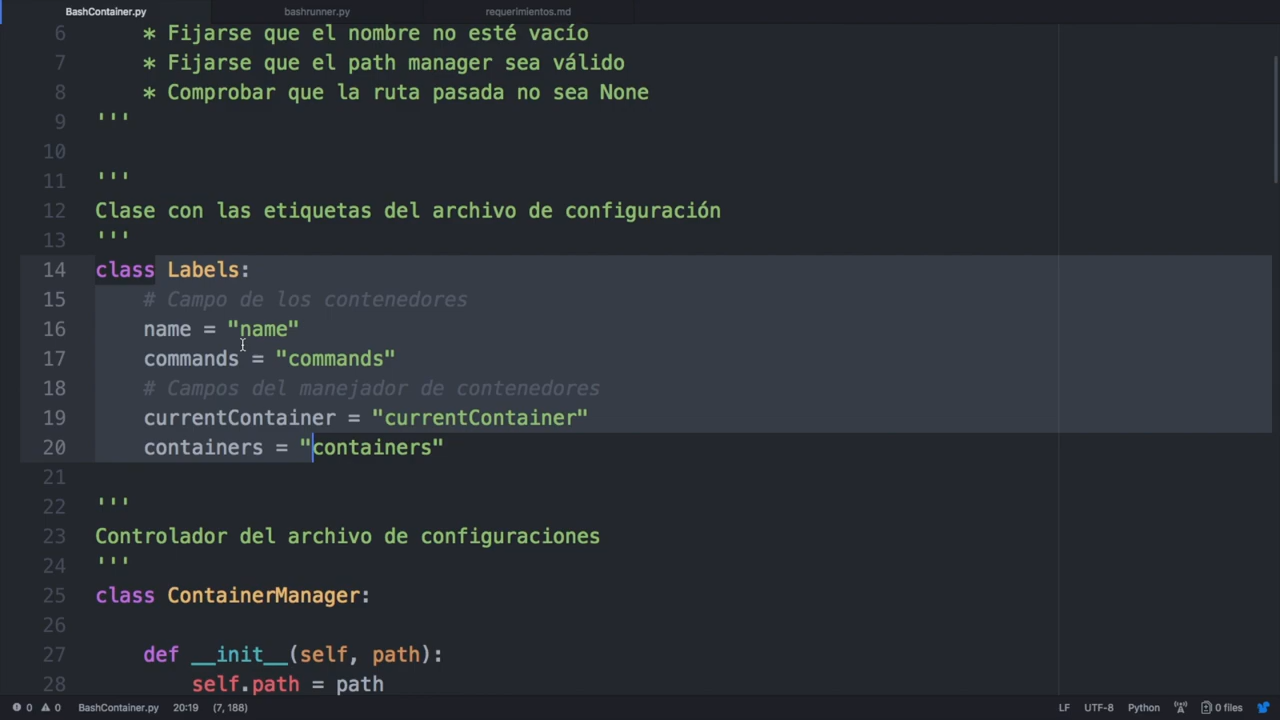 BashContainer.py bashrunner.py requerimientos.md
6 * Fijarse que el nombre no esté vacío
7 * Fijarse que el path manager sea válido
8 * Comprobar que la ruta pasada no sea None
9 '''
10
11 '''
12 Clase con las etiquetas del archivo de configuración
13 '''
14 class Labels:
15 # Campo de los contenedores
16 name = "name"
17 commands = "commands"
18 # Campos del manejador de contenedores
19 currentContainer = "currentContainer"
20 containers = "containers"
21
22 '''
23 Controlador del archivo de configuraciones
24 '''
25 class ContainerManager:
26
27 def __init__(self, path):
28 self.path = path
0 0 BashContainer.py 20:19 (7, 188) LF UTF-8 Python 0 files